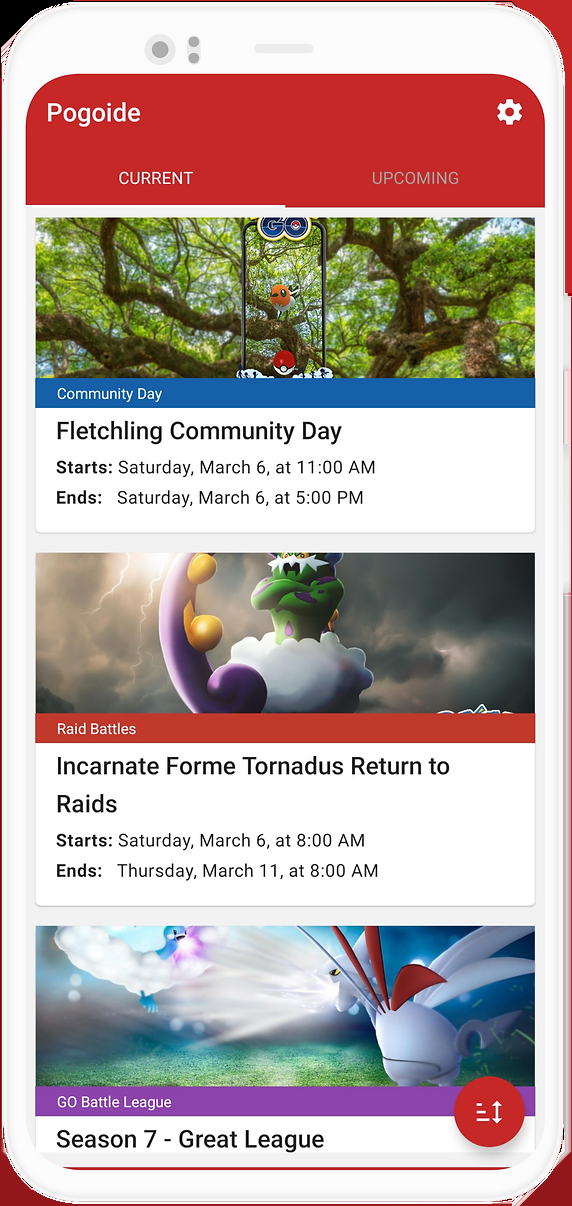 Pogoide
CURRENT UPCOMING
GO
Community Day
Fletchling Community Day
Starts: Saturday, March 6, at 11:00 AM
Ends: Saturday, March 6, at 5:00 PM
Raid Battles
Incarnate Forme Tornadus Return to
Raids
Starts: Saturday, March 6, at 8:00 AM
Ends: Thursday, March 11, at 8:00 AM
GO Battle League
Season 7 - Great League